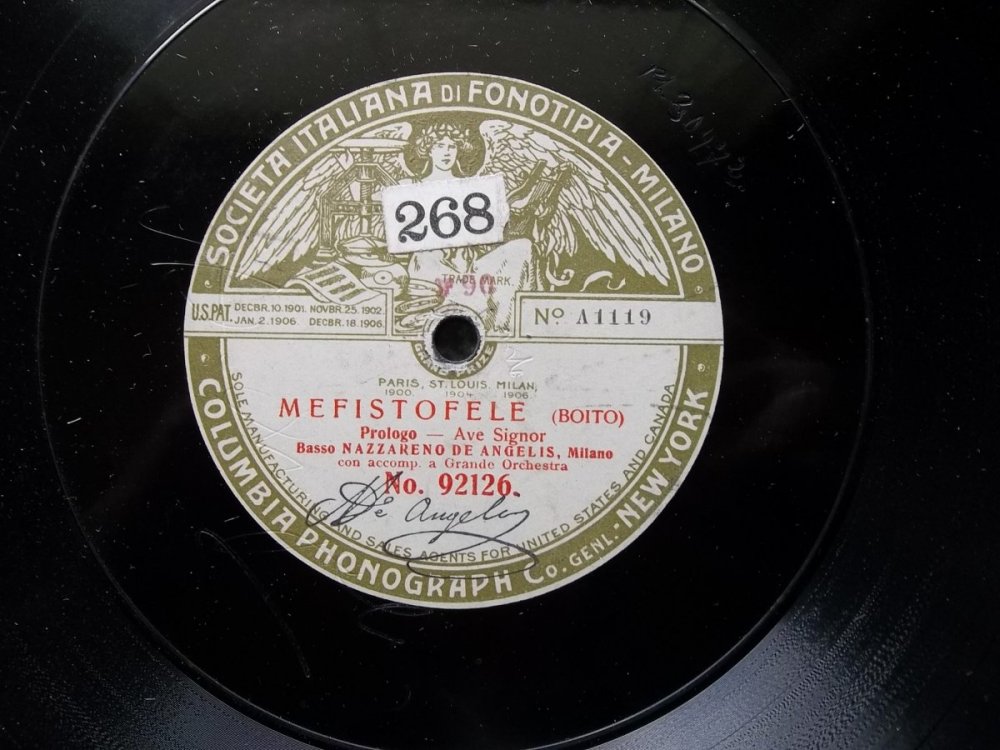 SOCIETA' ITALIANA DI FONOTIPIA - MILANO
268
TRADE MARK.
90
U.S.PAT. DECBR.10.1901. NOVBR.25.1902.
JAN.2.1906. DECBR.18.1906.
No. A1119
GRAND PRIZE
PARIS, ST. LOUIS, MILAN,
1900. 1904 1906.
MEFISTOFELE (BOITO)
Prologo — Ave Signor
Basso NAZZARENO DE ANGELIS, Milano
con accomp. a Grande Orchestra
No. 92126.
De Angelis
SOLE MANUFACTURING AND SALES AGENTS FOR UNITED STATES AND CANADA
COLUMBIA PHONOGRAPH Co. GENL. - NEW YORK